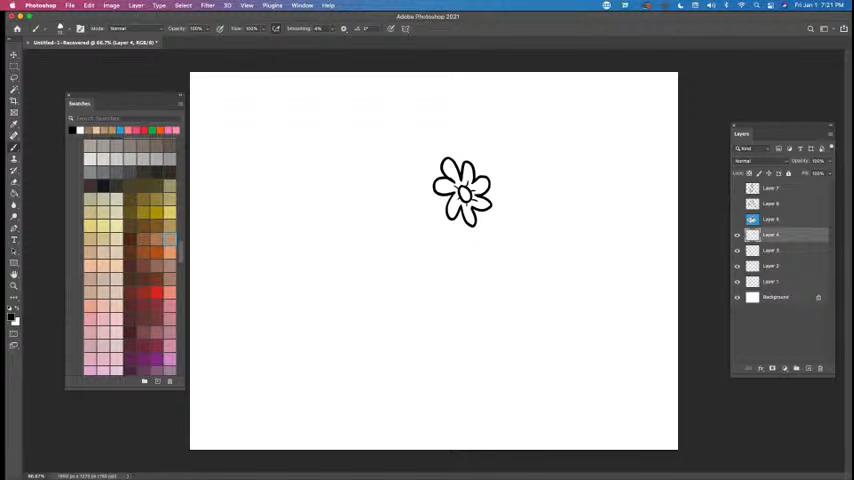 Photoshop File Edit Image Layer Type Select Filter 3D View Plugins Window Help Fri Jan 1 7:21 PM
Adobe Photoshop 2021
Mode: Normal Opacity: 100% Flow: 100% Smoothing: 4% 0°
Untitled-1-Recovered @ 66.7% (Layer 4, RGB/8) *
Swatches
Search Swatches
Layers
Kind
Normal Opacity: 100%
Lock: Fill: 100%
Layer 7
Layer 6
Layer 5
Layer 4
Layer 3
Layer 2
Layer 1
Background
66.67%